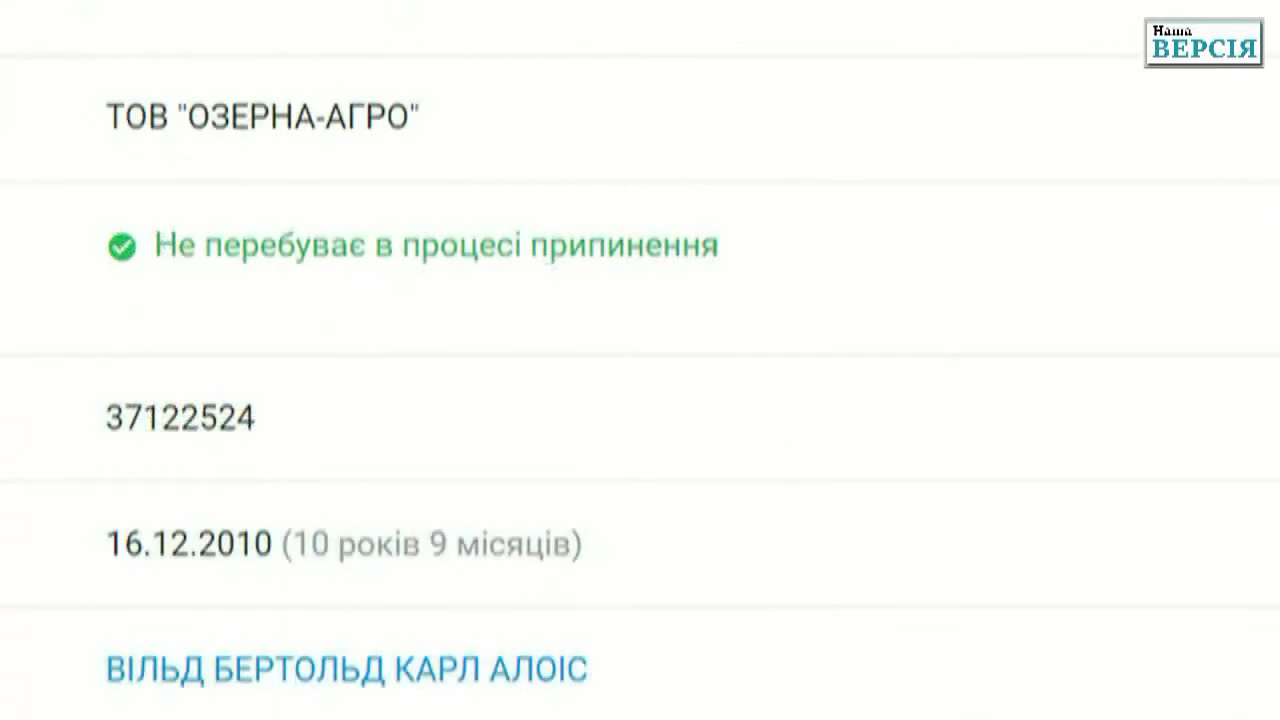 Наша
ВЕРСІЯ
ТОВ "ОЗЕРНА-АГРО"
Не перебуває в процесі припинення
37122524
16.12.2010 (10 років 9 місяців)
ВІЛЬД БЕРТОЛЬД КАРЛ АЛОІС